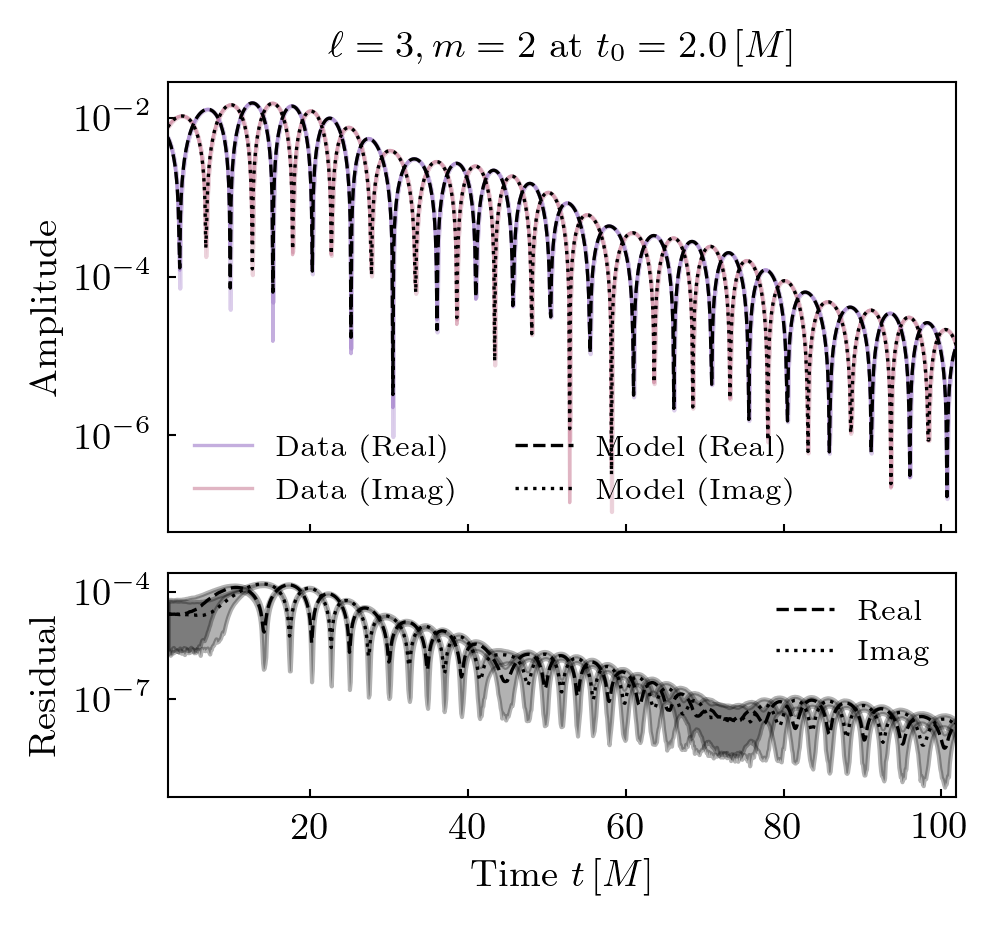 ℓ = 3, m = 2 at t₀ = 2.0 [M]
10⁻²
10⁻⁴
10⁻⁶
Amplitude
Data (Real)
Data (Imag)
Model (Real)
Model (Imag)
10⁻⁴
10⁻⁷
Residual
Real
Imag
20 40 60 80 100
Time t [M]